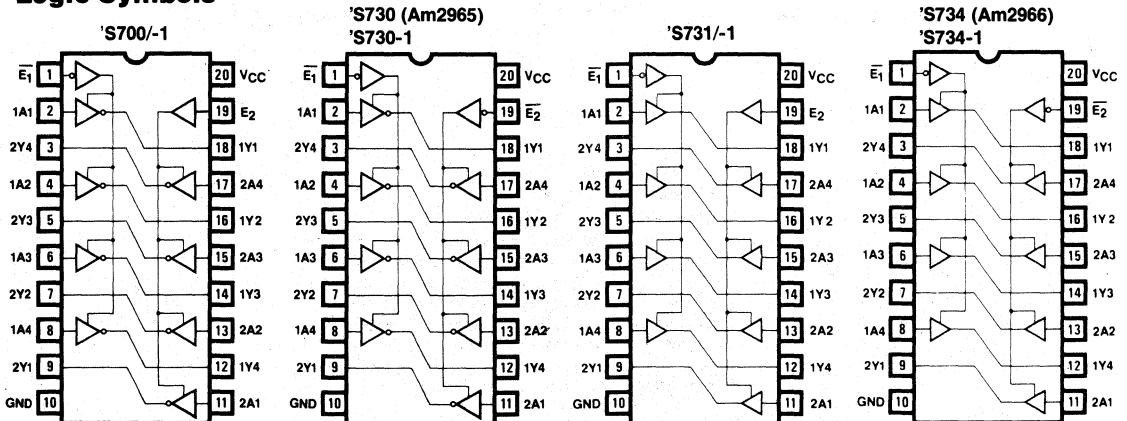 Logic Symbols
'S700/-1
E̅1 1 20 VCC
1A1 2 19 E2
2Y4 3 18 1Y1
1A2 4 17 2A4
2Y3 5 16 1Y2
1A3 6 15 2A3
2Y2 7 14 1Y3
1A4 8 13 2A2
2Y1 9 12 1Y4
GND 10 11 2A1
'S730 (Am2965)
'S730-1
E̅1 1 20 VCC
1A1 2 19 E̅2
2Y4 3 18 1Y1
1A2 4 17 2A4
2Y3 5 16 1Y2
1A3 6 15 2A3
2Y2 7 14 1Y3
1A4 8 13 2A2
2Y1 9 12 1Y4
GND 10 11 2A1
'S731/-1
E̅1 1 20 VCC
1A1 2 19 E2
2Y4 3 18 1Y1
1A2 4 17 2A4
2Y3 5 16 1Y2
1A3 6 15 2A3
2Y2 7 14 1Y3
1A4 8 13 2A2
2Y1 9 12 1Y4
GND 10 11 2A1
'S734 (Am2966)
'S734-1
E̅1 1 20 VCC
1A1 2 19 E̅2
2Y4 3 18 1Y1
1A2 4 17 2A4
2Y3 5 16 1Y2
1A3 6 15 2A3
2Y2 7 14 1Y3
1A4 8 13 2A2
2Y1 9 12 1Y4
GND 10 11 2A1